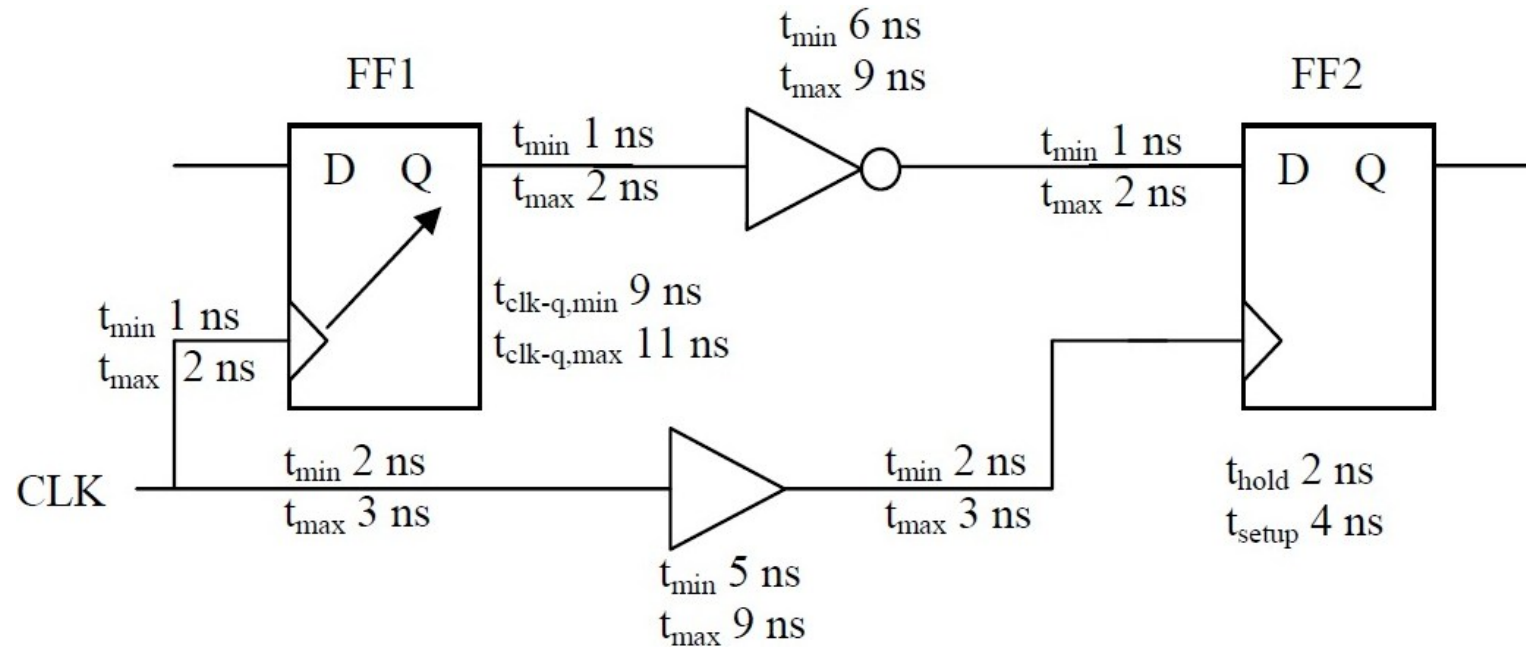 t_min 6 ns
t_max 9 ns
FF1
FF2
t_min 1 ns
t_max 2 ns
t_min 1 ns
t_max 2 ns
D Q
D Q
t_clk-q,min 9 ns
t_clk-q,max 11 ns
t_min 1 ns
t_max 2 ns
CLK
t_min 2 ns
t_max 3 ns
t_min 2 ns
t_max 3 ns
t_hold 2 ns
t_setup 4 ns
t_min 5 ns
t_max 9 ns